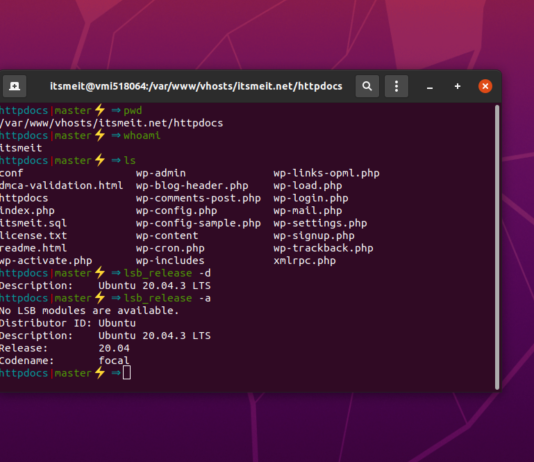 itsmeit@vmi518064:/var/www/vhosts/itsmeit.net/httpdocs
httpdocs|master⚡ ⇒ pwd
/var/www/vhosts/itsmeit.net/httpdocs
httpdocs|master⚡ ⇒ whoami
itsmeit
httpdocs|master⚡ ⇒ ls
conf wp-admin wp-links-opml.php
dmca-validation.html wp-blog-header.php wp-load.php
httpdocs wp-comments-post.php wp-login.php
index.php wp-config.php wp-mail.php
itsmeit.sql wp-config-sample.php wp-settings.php
license.txt wp-content wp-signup.php
readme.html wp-cron.php wp-trackback.php
wp-activate.php wp-includes xmlrpc.php
httpdocs|master⚡ ⇒ lsb_release -d
Description: Ubuntu 20.04.3 LTS
httpdocs|master⚡ ⇒ lsb_release -a
No LSB modules are available.
Distributor ID: Ubuntu
Description: Ubuntu 20.04.3 LTS
Release: 20.04
Codename: focal
httpdocs|master⚡ ⇒